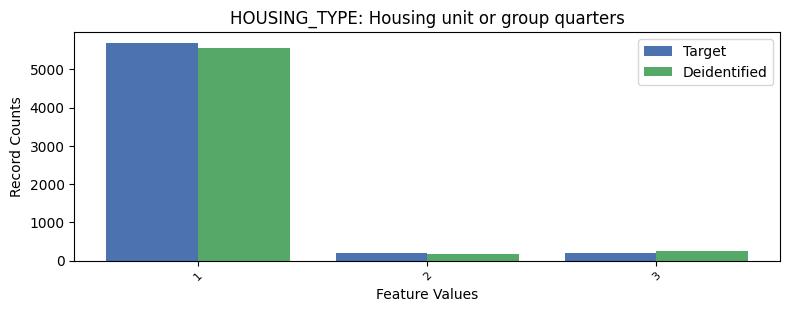 HOUSING_TYPE: Housing unit or group quarters
Target
Deidentified
Record Counts
5000
4000
3000
2000
1000
0
1
2
3
Feature Values